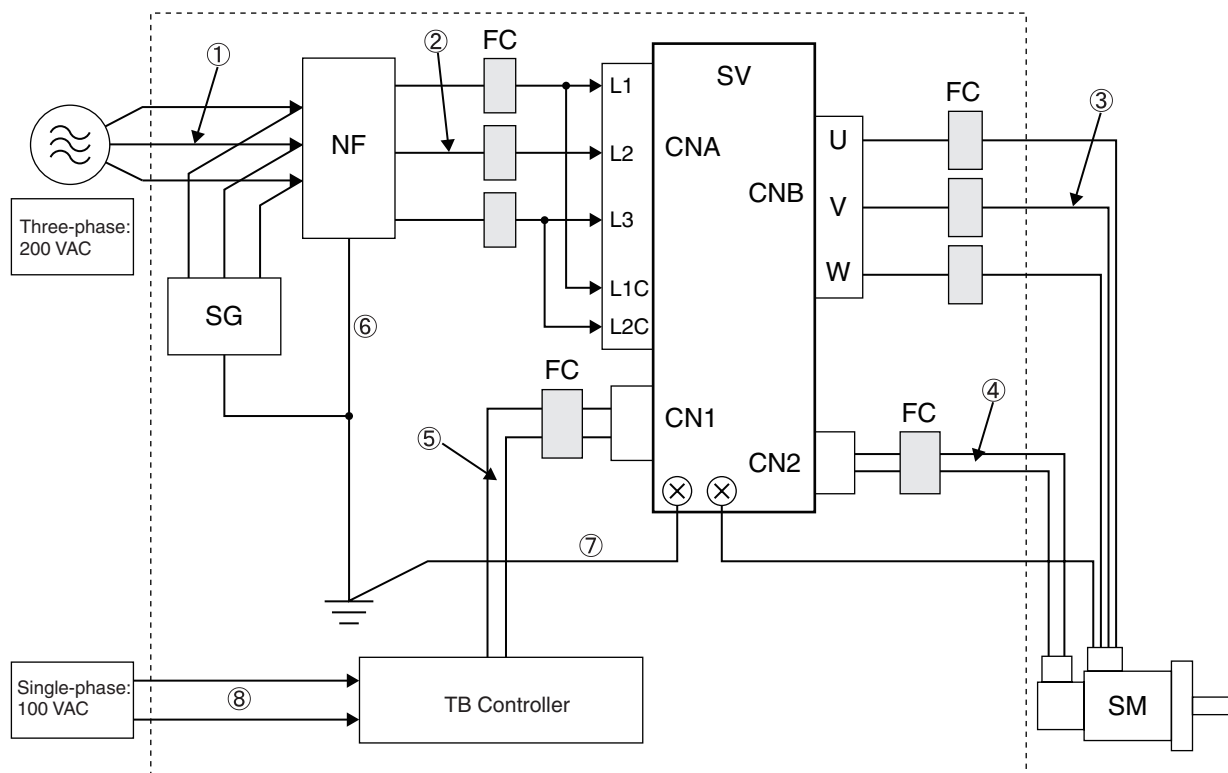 ①
②
FC
SV
FC
③
L1
NF
L2
CNA
U
CNB
V
L3
Three-phase:
200 VAC
W
L1C
SG
⑥
L2C
FC
FC
④
CN1
⑤
CN2
⑦
Single-phase:
100 VAC
⑧
TB Controller
SM